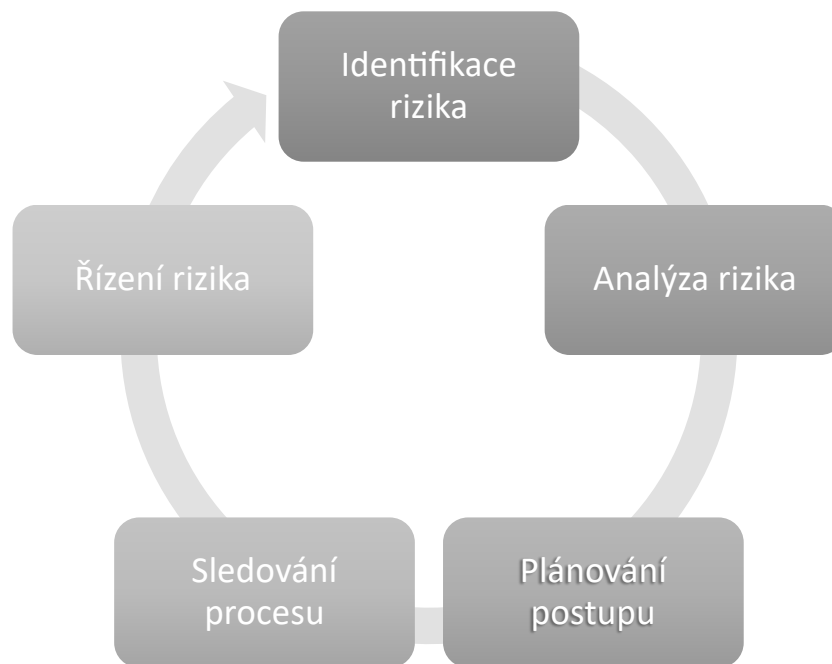 Identifikace
rizika
Analýza rizika
Plánování
postupu
Sledování
procesu
Řízení rizika